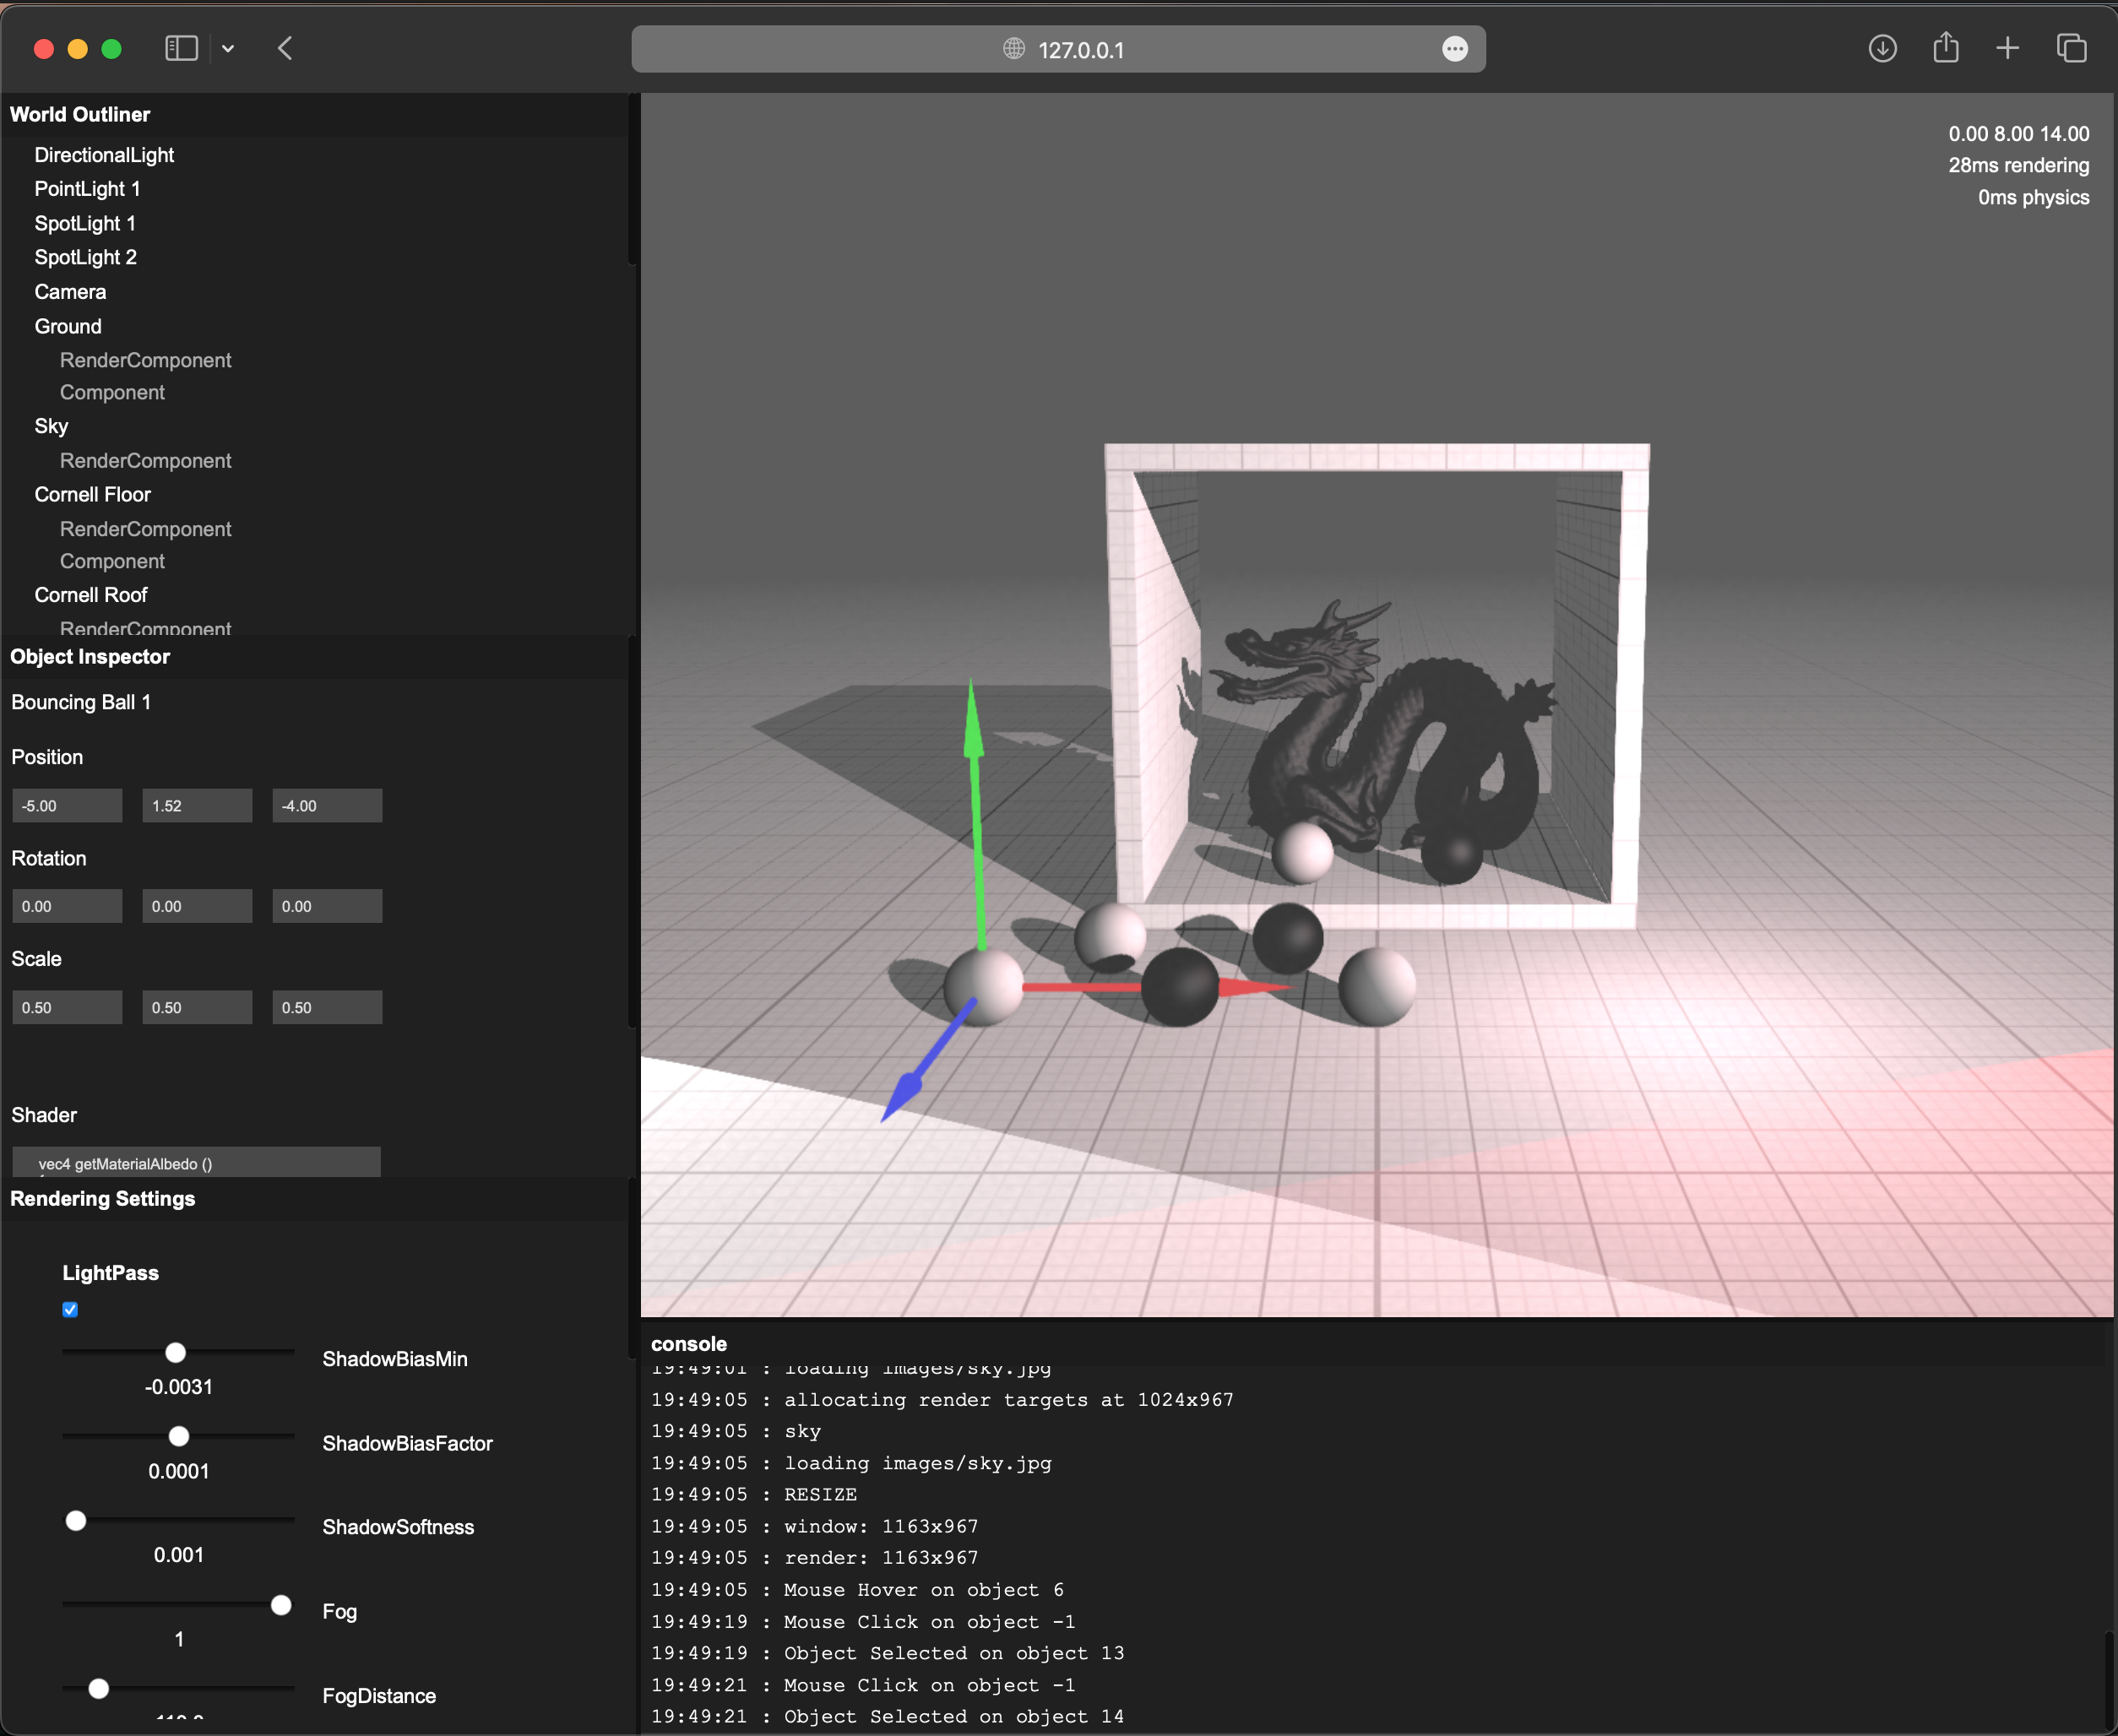 127.0.0.1
World Outliner
DirectionalLight
PointLight 1
SpotLight 1
SpotLight 2
Camera
Ground
RenderComponent
Component
Sky
RenderComponent
Cornell Floor
RenderComponent
Component
Cornell Roof
RenderComponent
Object Inspector
Bouncing Ball 1
Position
-5.00 1.52 -4.00
Rotation
0.00 0.00 0.00
Scale
0.50 0.50 0.50
Shader
vec4 getMaterialAlbedo ()
Rendering Settings
LightPass
ShadowBiasMin
-0.0031
ShadowBiasFactor
0.0001
ShadowSoftness
0.001
Fog
1
FogDistance
0.00 8.00 14.00
28ms rendering
0ms physics
console
19:49:01 : loading images/sky.jpg
19:49:05 : allocating render targets at 1024x967
19:49:05 : sky
19:49:05 : loading images/sky.jpg
19:49:05 : RESIZE
19:49:05 : window: 1163x967
19:49:05 : render: 1163x967
19:49:05 : Mouse Hover on object 6
19:49:19 : Mouse Click on object -1
19:49:19 : Object Selected on object 13
19:49:21 : Mouse Click on object -1
19:49:21 : Object Selected on object 14